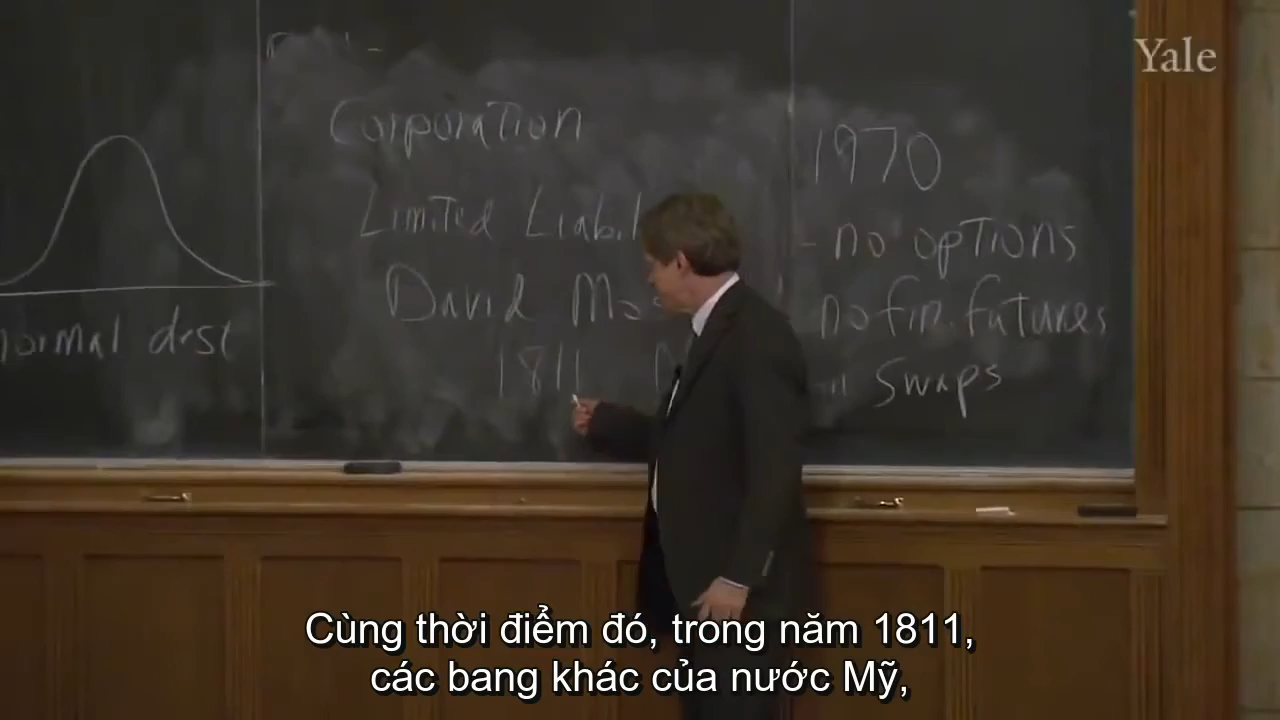 Yale
Corporation
Limited Liabil
David Mos
1811
normal dist
1970
- no options
no fin. futures
swaps
Cùng thời điểm đó, trong năm 1811,
các bang khác của nước Mỹ,